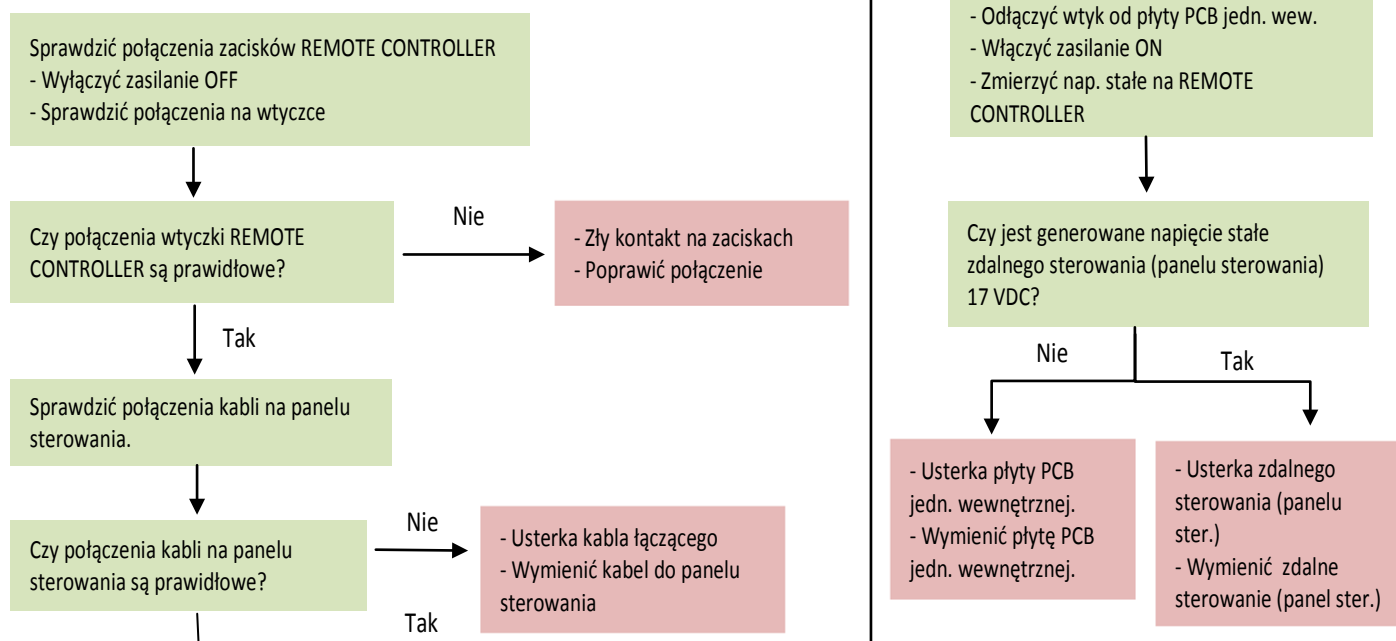 Sprawdzić połączenia zacisków REMOTE CONTROLLER
- Wyłączyć zasilanie OFF
- Sprawdzić połączenia na wtyczce
Czy połączenia wtyczki REMOTE
CONTROLLER są prawidłowe?
Nie
- Zły kontakt na zaciskach
- Poprawić połączenie
Tak
Sprawdzić połączenia kabli na panelu
sterowania.
Czy połączenia kabli na panelu
sterowania są prawidłowe?
Nie
- Usterka kabla łączącego
- Wymienić kabel do panelu
sterowania
Tak
- Odłączyć wtyk od płyty PCB jedn. wew.
- Włączyć zasilanie ON
- Zmierzyć nap. stałe na REMOTE
CONTROLLER
Czy jest generowane napięcie stałe
zdalnego sterowania (panelu sterowania)
17 VDC?
Nie
Tak
- Usterka płyty PCB
jedn. wewnętrznej.
- Wymienić płytę PCB
jedn. wewnętrznej.
- Usterka zdalnego
sterowania (panelu
ster.)
- Wymienić zdalne
sterowanie (panel ster.)